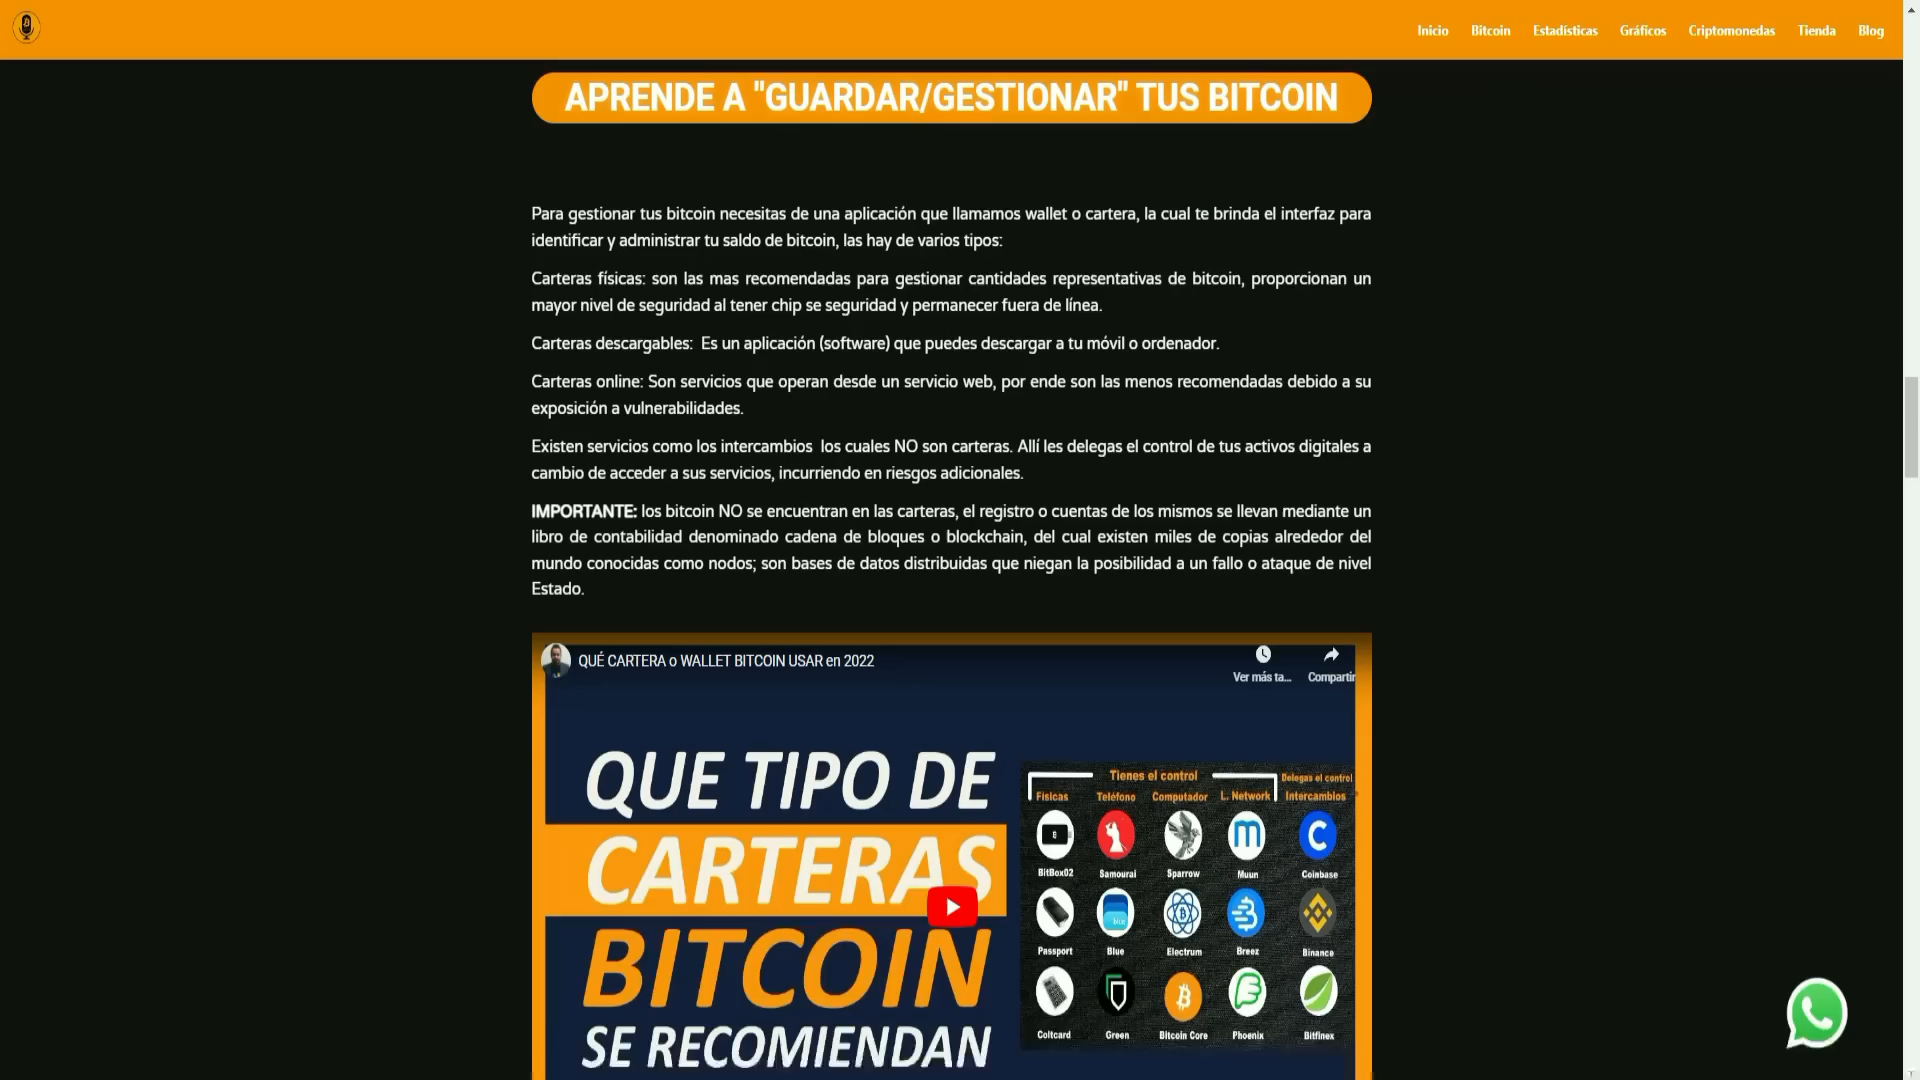 Inicio Bitcoin Estadísticas Gráficos Criptomonedas Tienda Blog
APRENDE A "GUARDAR/GESTIONAR" TUS BITCOIN
Para gestionar tus bitcoin necesitas de una aplicación que llamamos wallet o cartera, la cual te brinda el interfaz para
identificar y administrar tu saldo de bitcoin, las hay de varios tipos:
Carteras físicas: son las mas recomendadas para gestionar cantidades representativas de bitcoin, proporcionan un
mayor nivel de seguridad al tener chip se seguridad y permanecer fuera de línea.
Carteras descargables: Es un aplicación (software) que puedes descargar a tu móvil o ordenador.
Carteras online: Son servicios que operan desde un servicio web, por ende son las menos recomendadas debido a su
exposición a vulnerabilidades.
Existen servicios como los intercambios los cuales NO son carteras. Allí les delegas el control de tus activos digitales a
cambio de acceder a sus servicios, incurriendo en riesgos adicionales.
IMPORTANTE: los bitcoin NO se encuentran en las carteras, el registro o cuentas de los mismos se llevan mediante un
libro de contabilidad denominado cadena de bloques o blockchain, del cual existen miles de copias alrededor del
mundo conocidas como nodos; son bases de datos distribuidas que niegan la posibilidad a un fallo o ataque de nivel
Estado.
QUÉ CARTERA o WALLET BITCOIN USAR en 2022
Ver más ta... Compartir
QUE TIPO DE
CARTERAS
BITCOIN
SE RECOMIENDAN
Tienes el control Delegas el control
Fisicas Teléfono Computador L. Network Intercambios
BitBox02 Samourai Sparrow Muun Coinbase
blue
Passport Blue Electrum Breez Binance
Coltcard Green Bitcoin Core Phoenix Bitfinex